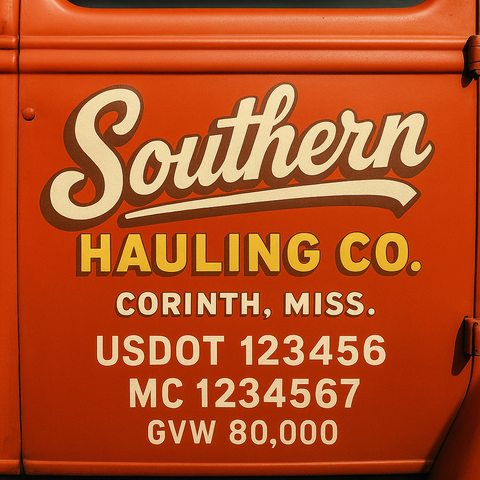 Southern
HAULING CO.
CORINTH, MISS.
USDOT 123456
MC 1234567
GVW 80,000